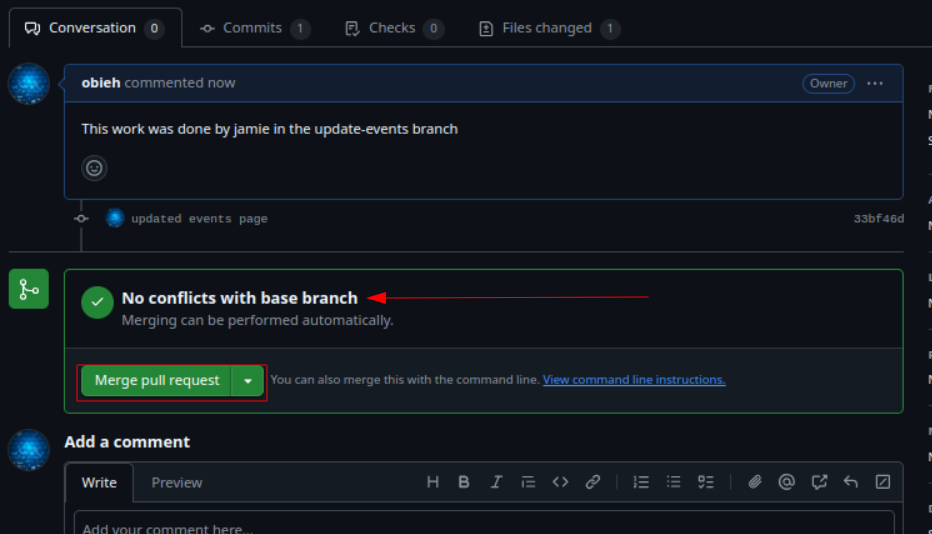 Conversation 0 Commits 1 Checks 0 Files changed 1
obieh commented now Owner ...
This work was done by jamie in the update-events branch
updated events page 33bf46d
No conflicts with base branch
Merging can be performed automatically.
Merge pull request You can also merge this with the command line. View command line instructions.
Add a comment
Write Preview H B I
Add your comment here...